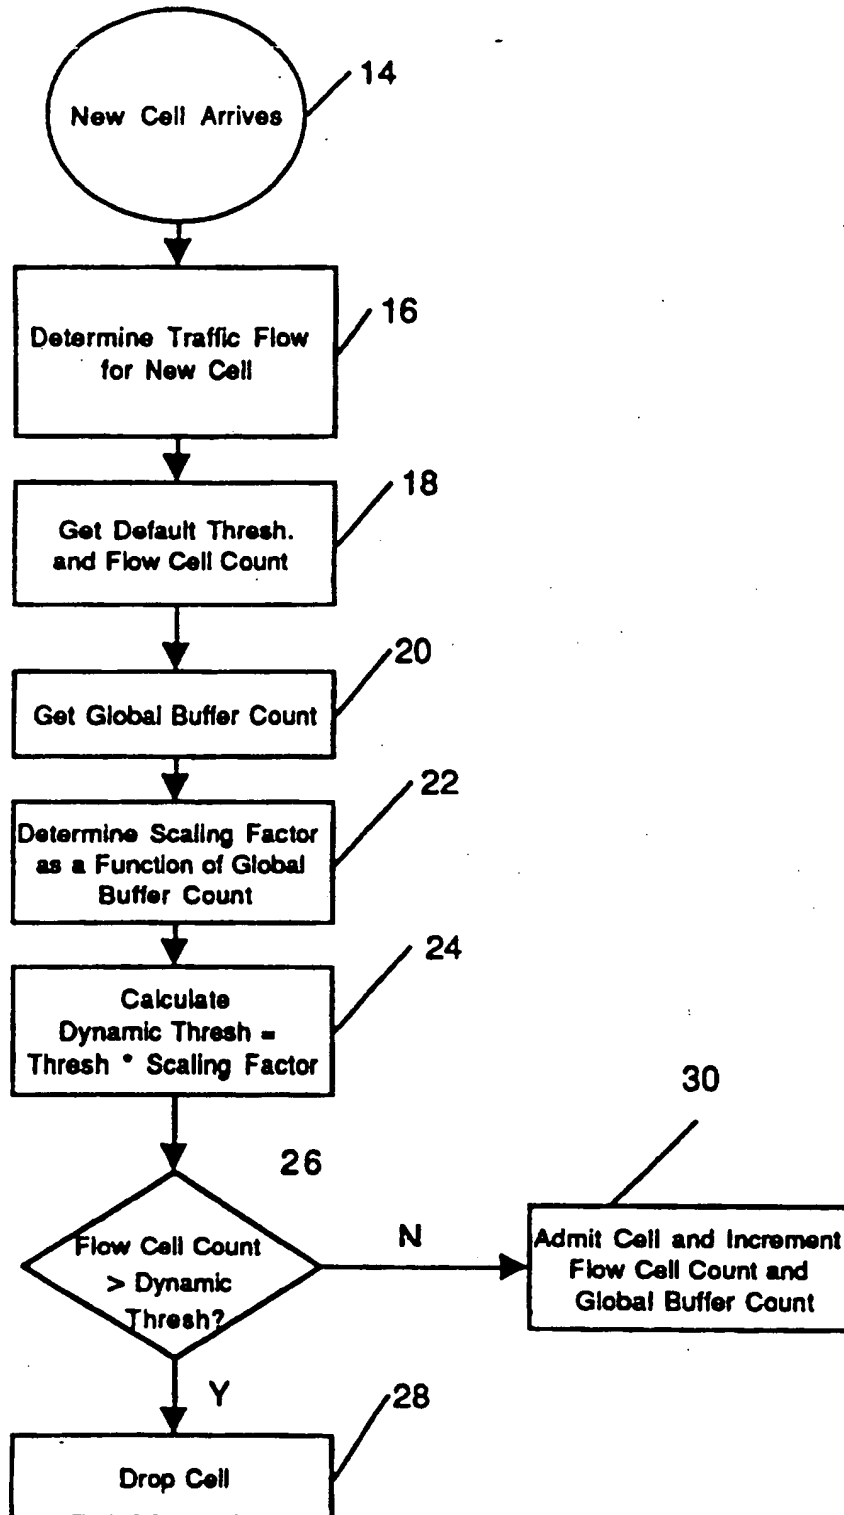 New Cell Arrives
14
Determine Traffic Flow
for New Cell
16
Get Default Thresh.
and Flow Cell Count
18
Get Global Buffer Count
20
Determine Scaling Factor
as a Function of Global
Buffer Count
22
Calculate
Dynamic Thresh =
Thresh * Scaling Factor
24
26
Flow Cell Count
> Dynamic
Thresh?
N
30
Admit Cell and Increment
Flow Cell Count and
Global Buffer Count
Y
28
Drop Cell